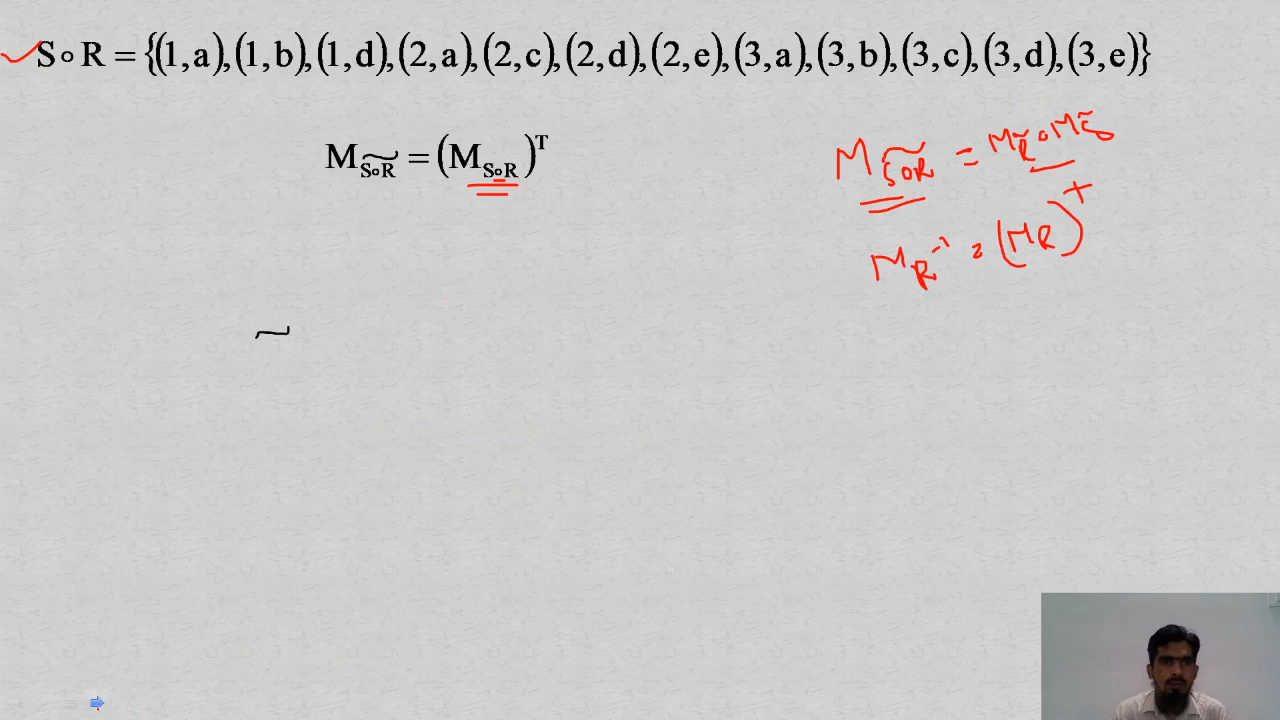 S∘R = {(1,a),(1,b),(1,d),(2,a),(2,c),(2,d),(2,e),(3,a),(3,b),(3,c),(3,d),(3,e)}
M_{\widetilde{S∘R}} = (M_{S∘R})^T
M_{\widetilde{S∘R}} = M_{\tilde{R}} ∘ M_{\tilde{S}}
M_{R^{-1}} = (M_R)^T
~